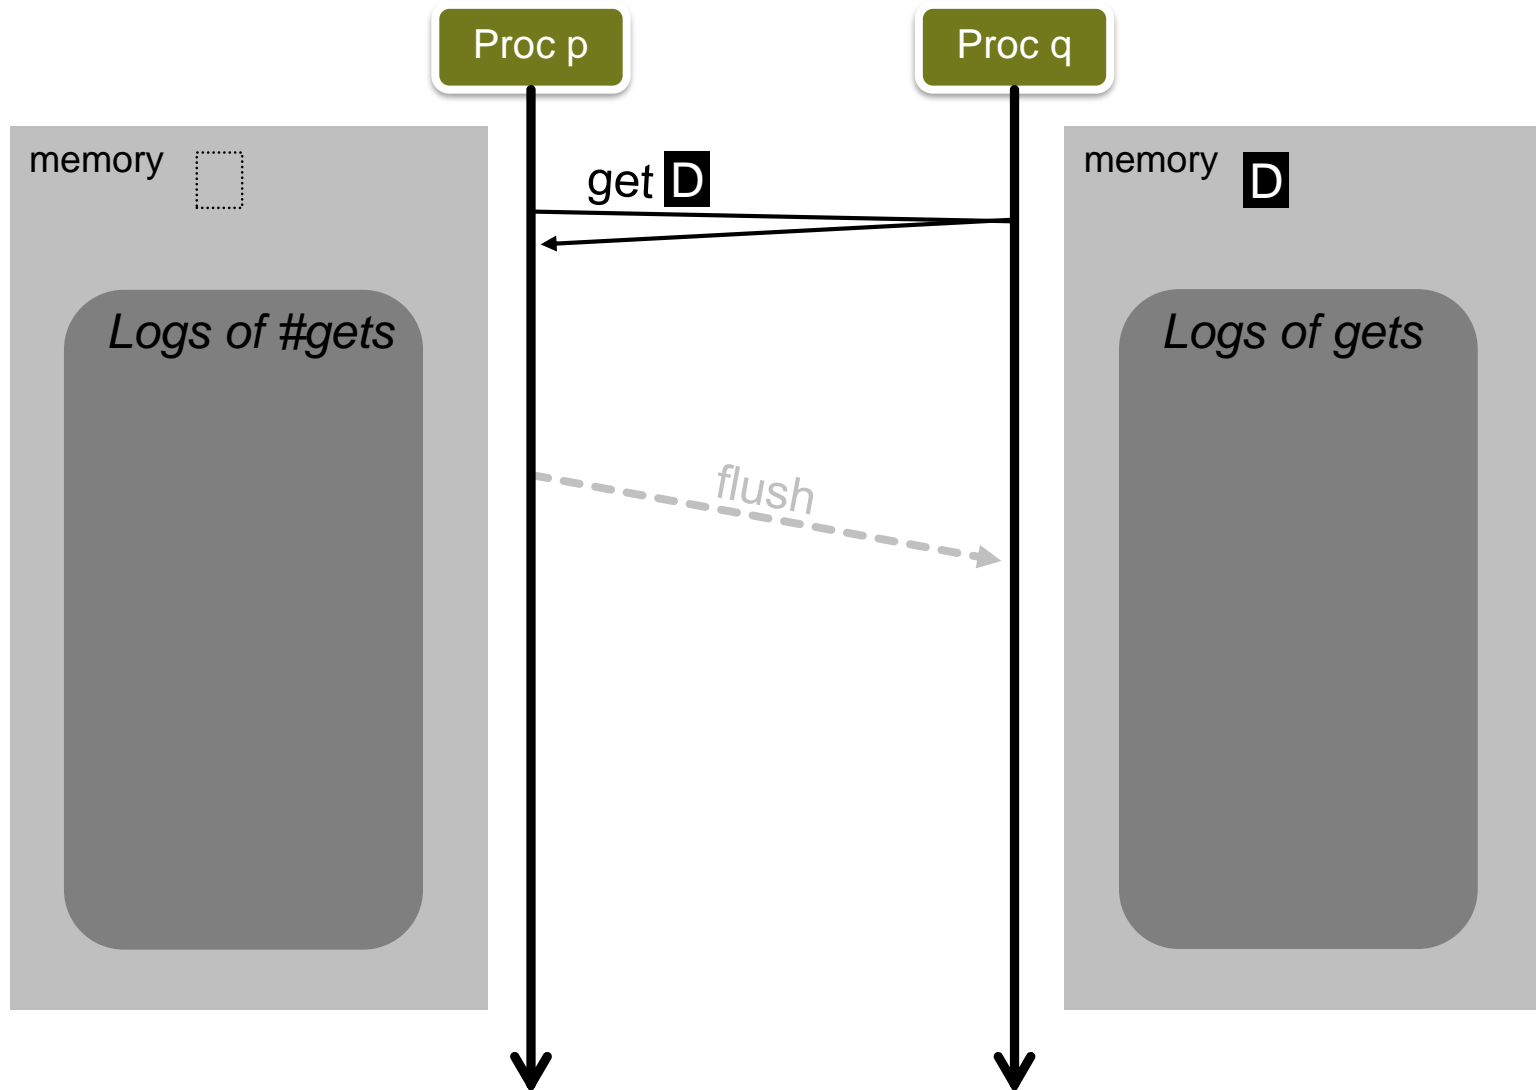 Proc p
Proc q
memory
get D
memory D
Logs of #gets
Logs of gets
flush